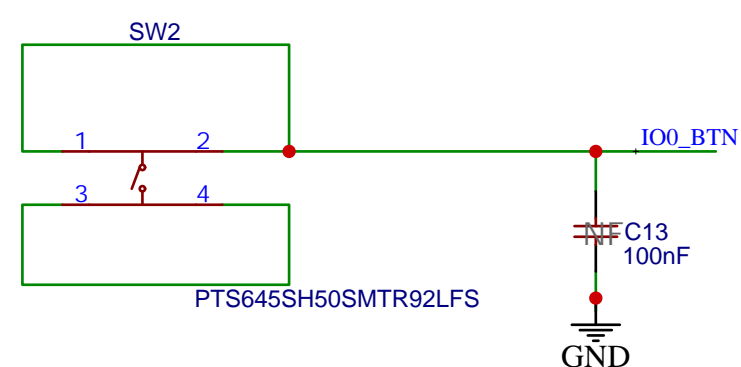 SW2
1 2
IO0_BTN
3 4
NF
C13
100nF
PTS645SH50SMTR92LFS
GND